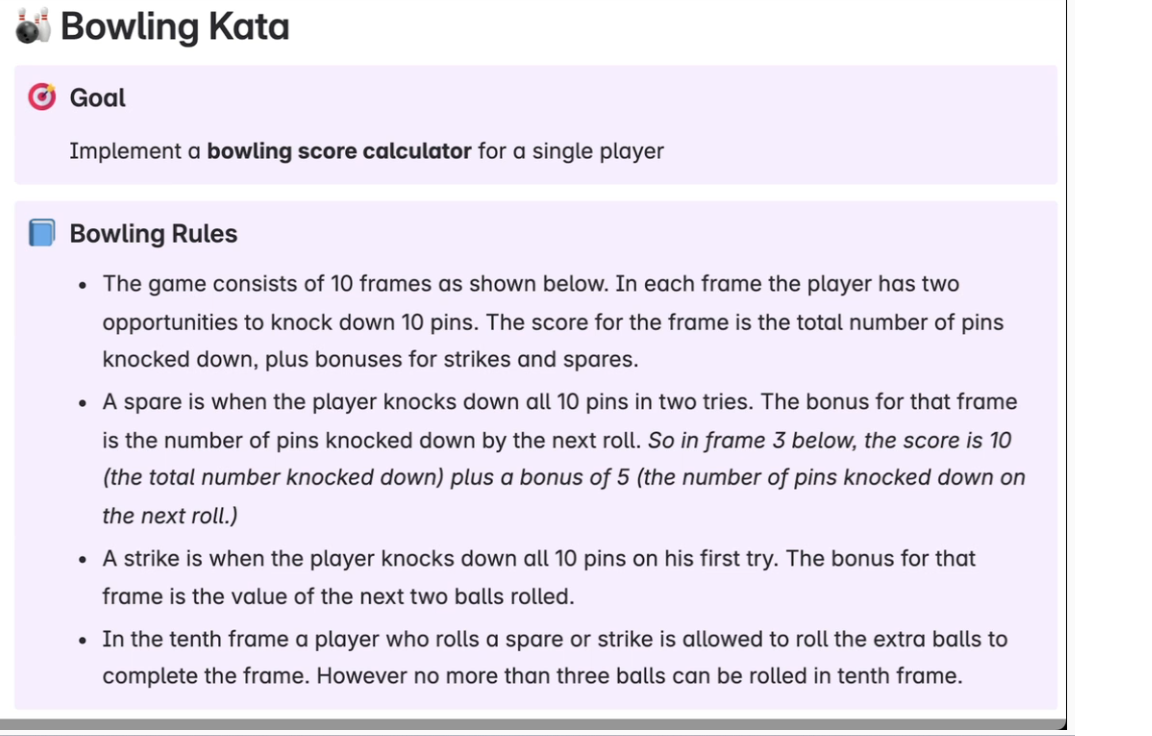 Bowling Kata
Goal
Implement a bowling score calculator for a single player
Bowling Rules
• The game consists of 10 frames as shown below. In each frame the player has two
opportunities to knock down 10 pins. The score for the frame is the total number of pins
knocked down, plus bonuses for strikes and spares.
• A spare is when the player knocks down all 10 pins in two tries. The bonus for that frame
is the number of pins knocked down by the next roll. So in frame 3 below, the score is 10
(the total number knocked down) plus a bonus of 5 (the number of pins knocked down on
the next roll.)
• A strike is when the player knocks down all 10 pins on his first try. The bonus for that
frame is the value of the next two balls rolled.
• In the tenth frame a player who rolls a spare or strike is allowed to roll the extra balls to
complete the frame. However no more than three balls can be rolled in tenth frame.